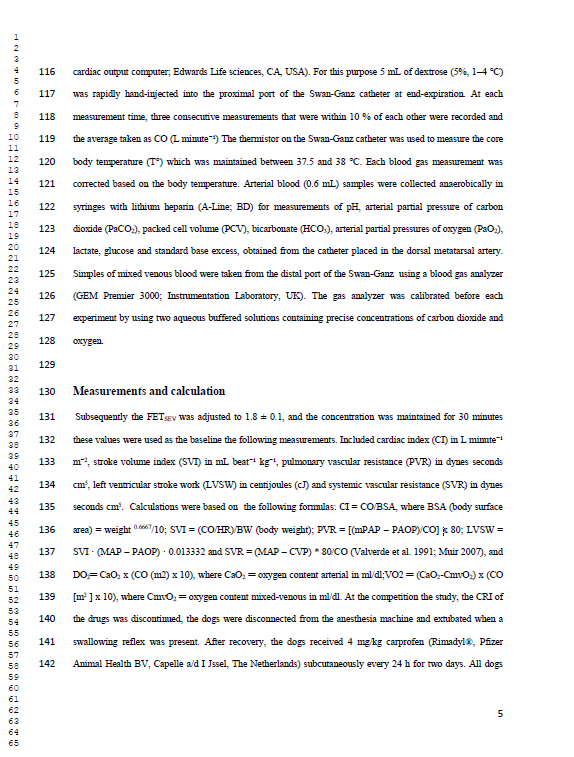 1
2
3
4
5
6
7
8
9
10
11
12
13
14
15
16
17
18
19
20
21
22
23
24
25
26
27
28
29
30
31
32
33
34
35
36
37
38
39
40
41
42
43
44
45
46
47
48
49
50
51
52
53
54
55
56
57
58
59
60
61
62
63
64
65
116 cardiac output computer; Edwards Life sciences, CA, USA). For this purpose 5 mL of dextrose (5%, 1–4 °C)
117 was rapidly hand-injected into the proximal port of the Swan-Ganz catheter at end-expiration. At each
118 measurement time, three consecutive measurements that were within 10 % of each other were recorded and
119 the average taken as CO (L minute⁻¹) The thermistor on the Swan-Ganz catheter was used to measure the core
120 body temperature (T°) which was maintained between 37.5 and 38 °C. Each blood gas measurement was
121 corrected based on the body temperature. Arterial blood (0.6 mL) samples were collected anaerobically in
122 syringes with lithium heparin (A-Line; BD) for measurements of pH, arterial partial pressure of carbon
123 dioxide (PaCO₂), packed cell volume (PCV), bicarbonate (HCO₃), arterial partial pressures of oxygen (PaO₂),
124 lactate, glucose and standard base excess, obtained from the catheter placed in the dorsal metatarsal artery.
125 Simples of mixed venous blood were taken from the distal port of the Swan-Ganz using a blood gas analyzer
126 (GEM Premier 3000; Instrumentation Laboratory, UK). The gas analyzer was calibrated before each
127 experiment by using two aqueous buffered solutions containing precise concentrations of carbon dioxide and
128 oxygen.
129
130 Measurements and calculation
131 Subsequently the FET_SEV was adjusted to 1.8 ± 0.1, and the concentration was maintained for 30 minutes
132 these values were used as the baseline the following measurements. Included cardiac index (CI) in L minute⁻¹
133 m⁻², stroke volume index (SVI) in mL beat⁻¹ kg⁻¹, pulmonary vascular resistance (PVR) in dynes seconds
134 cm⁵, left ventricular stroke work (LVSW) in centijoules (cJ) and systemic vascular resistance (SVR) in dynes
135 seconds cm⁵. Calculations were based on the following formulas: CI = CO/BSA, where BSA (body surface
136 area) = weight ⁰·⁶⁶⁶⁷/10; SVI = (CO/HR)/BW (body weight); PVR = [(mPAP – PAOP)/CO] x 80; LVSW =
137 SVI · (MAP – PAOP) · 0.013332 and SVR = (MAP – CVP) * 80/CO (Valverde et al. 1991; Muir 2007), and
138 DO₂= CaO₂ x (CO (m2) x 10), where CaO₂ = oxygen content arterial in ml/dl;VO2 = (CaO₂-CmvO₂) x (CO
139 [m² ] x 10), where CmvO₂ = oxygen content mixed-venous in ml/dl. At the competition the study, the CRI of
140 the drugs was discontinued, the dogs were disconnected from the anesthesia machine and extubated when a
141 swallowing reflex was present. After recovery, the dogs received 4 mg/kg carprofen (Rimadyl®, Pfizer
142 Animal Health BV, Capelle a/d I Jssel, The Netherlands) subcutaneously every 24 h for two days. All dogs
5